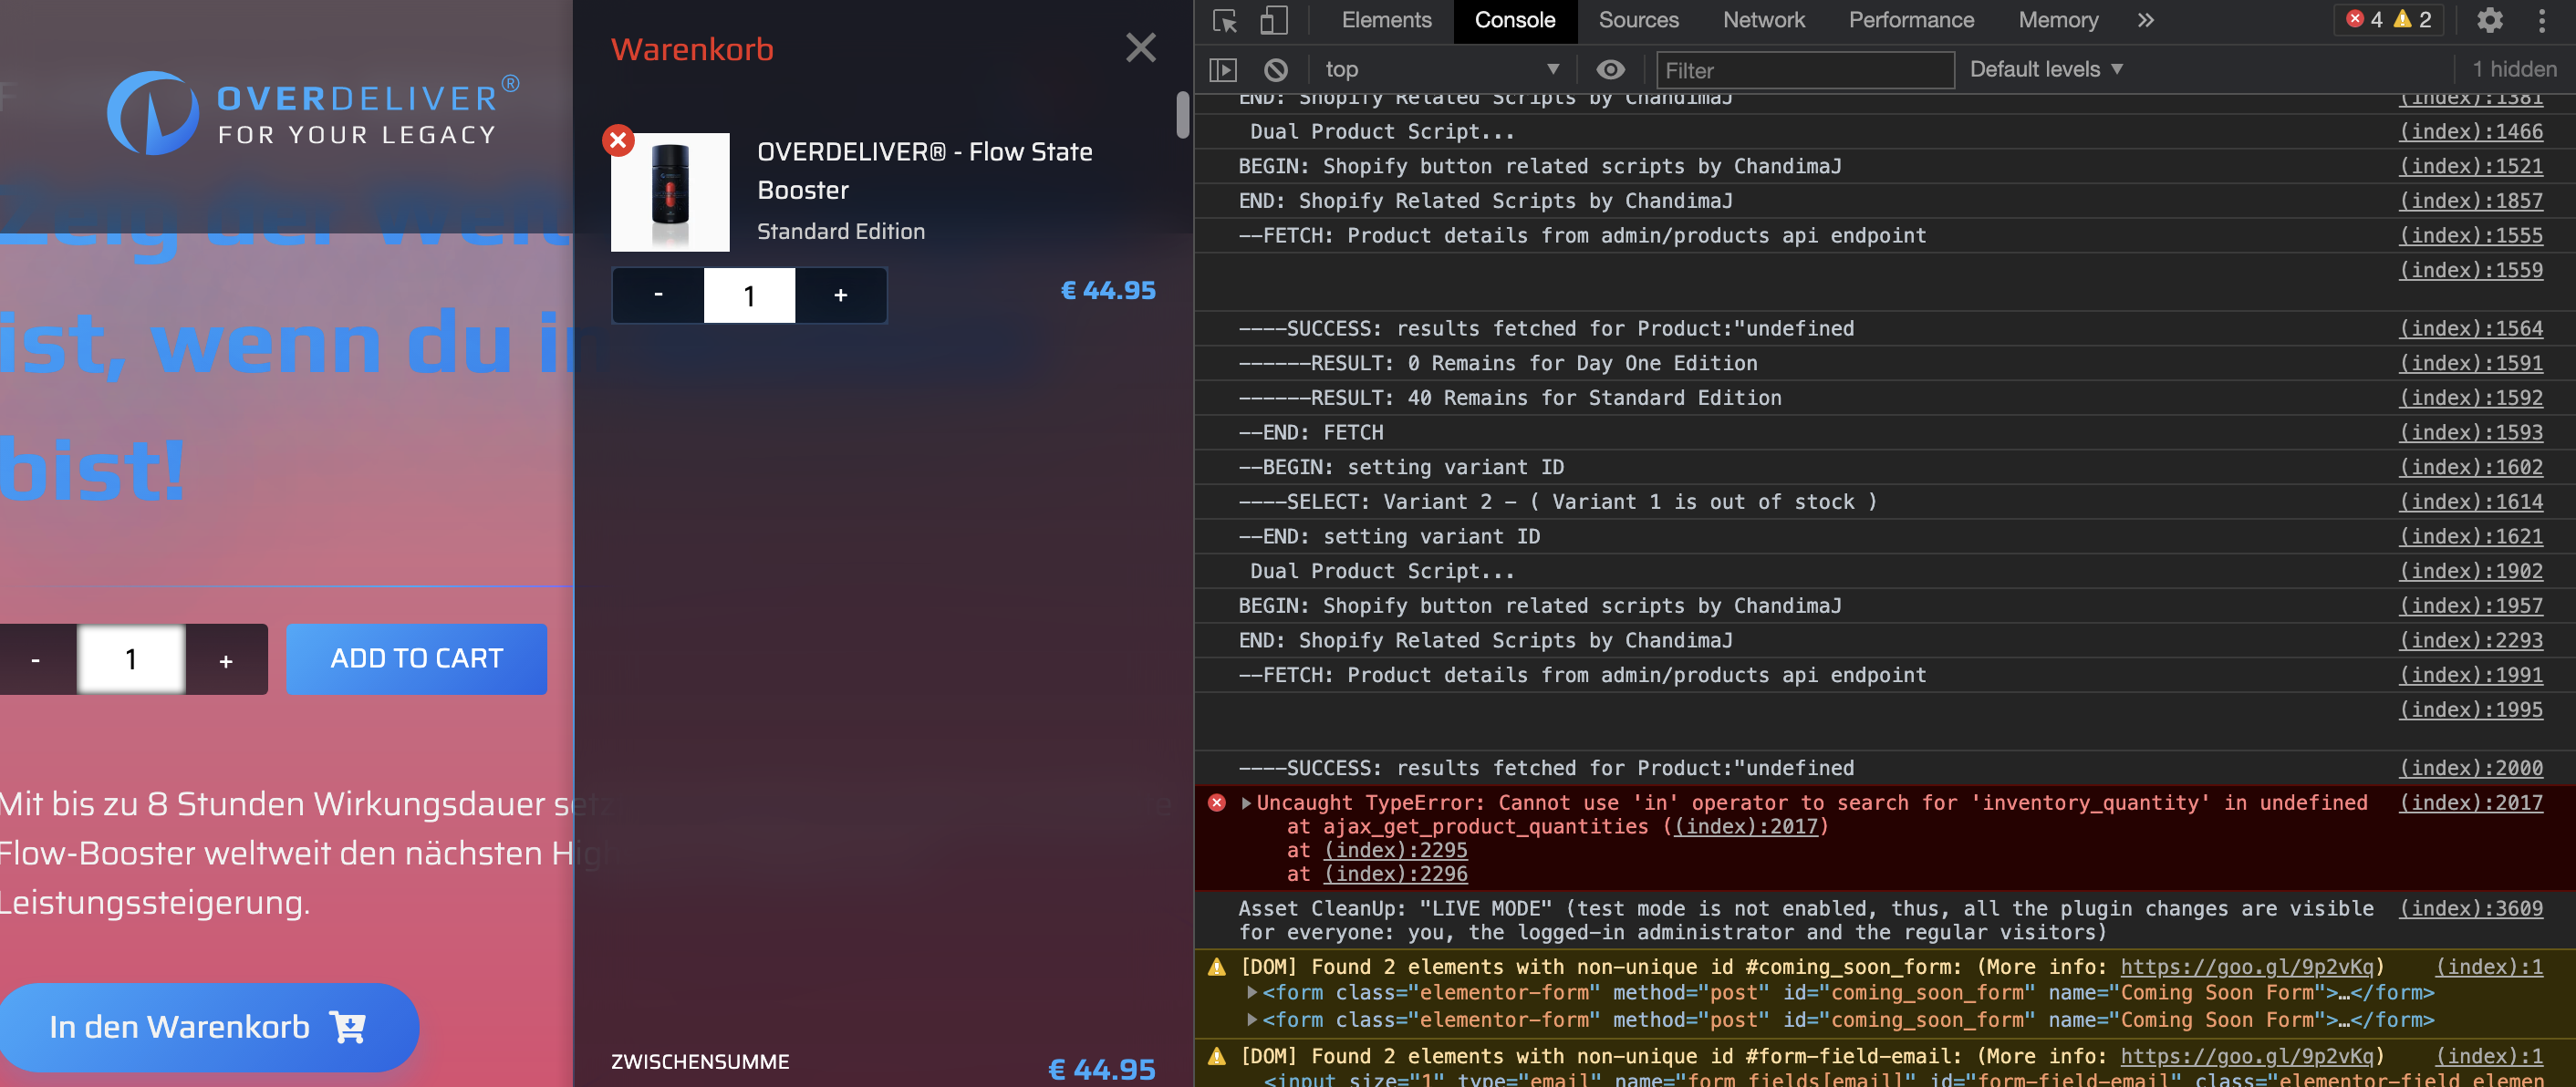 OVERDELIVER®
FOR YOUR LEGACY
Zeig der Welt
ist, wenn du in
bist!
-
1
+
ADD TO CART
Mit bis zu 8 Stunden Wirkungsdauer setz
Flow-Booster weltweit den nächsten High
Leistungssteigerung.
In den Warenkorb
Warenkorb
OVERDELIVER® - Flow State
Booster
Standard Edition
-
1
+
€ 44.95
ZWISCHENSUMME
€ 44.95
Elements
Console
Sources
Network
Performance
Memory
»
4
2
top
Filter
Default levels
1 hidden
END: Shopify Related Scripts by ChandimaJ (index):1381
Dual Product Script... (index):1466
BEGIN: Shopify button related scripts by ChandimaJ (index):1521
END: Shopify Related Scripts by ChandimaJ (index):1857
--FETCH: Product details from admin/products api endpoint (index):1555
(index):1559
----SUCCESS: results fetched for Product:"undefined (index):1564
------RESULT: 0 Remains for Day One Edition (index):1591
------RESULT: 40 Remains for Standard Edition (index):1592
--END: FETCH (index):1593
--BEGIN: setting variant ID (index):1602
----SELECT: Variant 2 - ( Variant 1 is out of stock ) (index):1614
--END: setting variant ID (index):1621
Dual Product Script... (index):1902
BEGIN: Shopify button related scripts by ChandimaJ (index):1957
END: Shopify Related Scripts by ChandimaJ (index):2293
--FETCH: Product details from admin/products api endpoint (index):1991
(index):1995
----SUCCESS: results fetched for Product:"undefined (index):2000
Uncaught TypeError: Cannot use 'in' operator to search for 'inventory_quantity' in undefined (index):2017
at ajax_get_product_quantities ((index):2017)
at (index):2295
at (index):2296
Asset CleanUp: "LIVE MODE" (test mode is not enabled, thus, all the plugin changes are visible (index):3609
for everyone: you, the logged-in administrator and the regular visitors)
[DOM] Found 2 elements with non-unique id #coming_soon_form: (More info: https://goo.gl/9p2vKq) (index):1
<form class="elementor-form" method="post" id="coming_soon_form" name="Coming Soon Form">…</form>
<form class="elementor-form" method="post" id="coming_soon_form" name="Coming Soon Form">…</form>
[DOM] Found 2 elements with non-unique id #form-field-email: (More info: https://goo.gl/9p2vKq) (index):1
<input size="1" type="email" name="form_fields[email]" id="form-field-email" class="elementor-field elemen